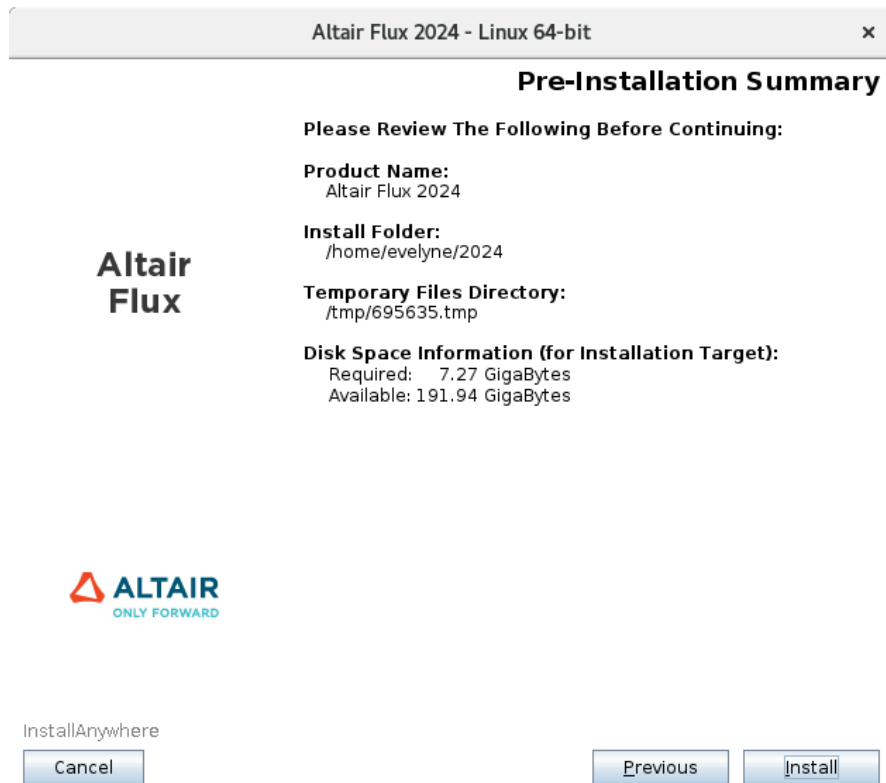 Altair Flux 2024 - Linux 64-bit ×
Pre-Installation Summary
Please Review The Following Before Continuing:
Product Name:
Altair Flux 2024
Install Folder:
/home/evelyne/2024
Temporary Files Directory:
/tmp/695635.tmp
Disk Space Information (for Installation Target):
Required: 7.27 GigaBytes
Available: 191.94 GigaBytes
Altair
Flux
ALTAIR
ONLY FORWARD
InstallAnywhere
Cancel
Previous
Install